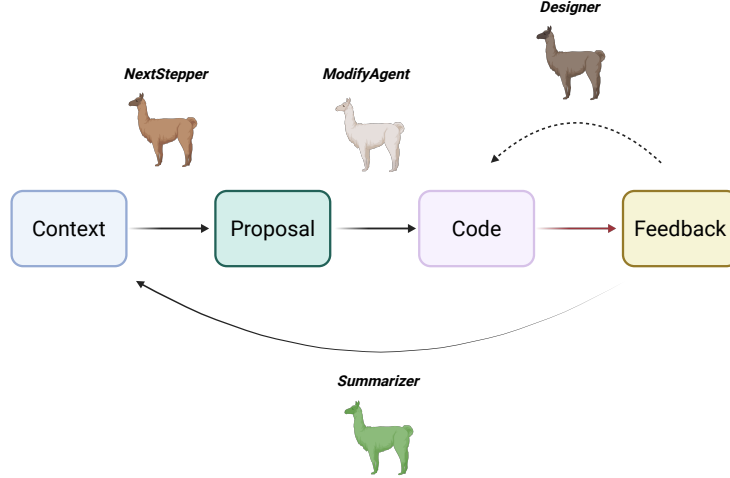 Designer
NextStepper
ModifyAgent
Context
Proposal
Code
Feedback
Summarizer